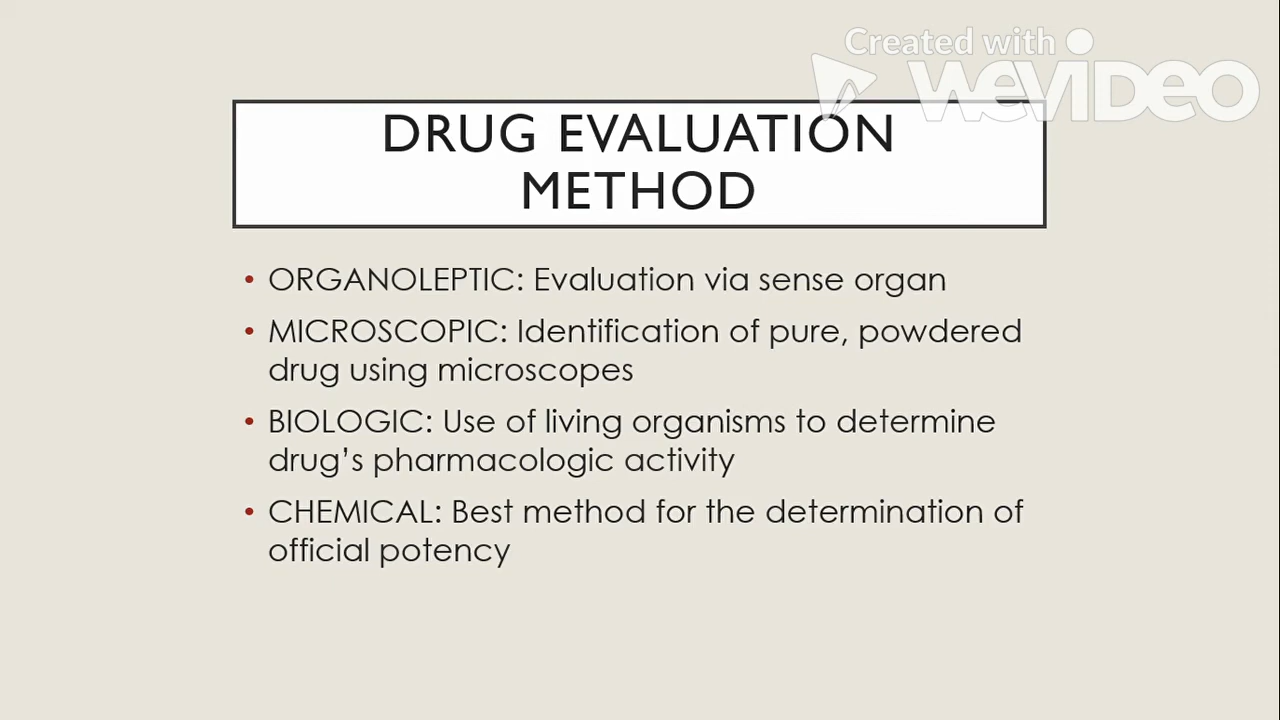 Created with
WEVIDEO
DRUG EVALUATION
METHOD
• ORGANOLEPTIC: Evaluation via sense organ
• MICROSCOPIC: Identification of pure, powdered
drug using microscopes
• BIOLOGIC: Use of living organisms to determine
drug’s pharmacologic activity
• CHEMICAL: Best method for the determination of
official potency